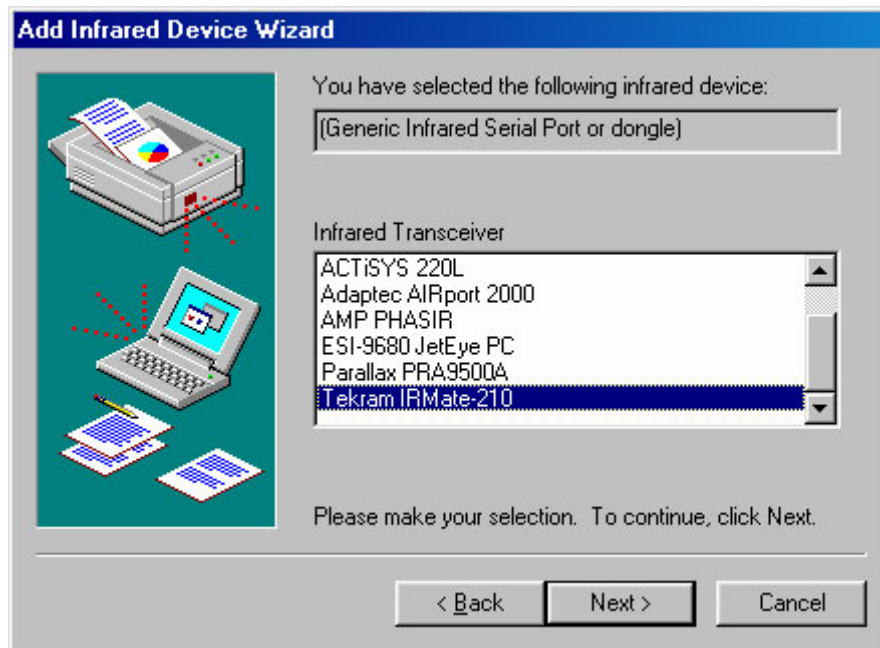 Add Infrared Device Wizard
You have selected the following infrared device:
(Generic Infrared Serial Port or dongle)
Infrared Transceiver
ACTiSYS 220L
Adaptec AIRport 2000
AMP PHASIR
ESI-9680 JetEye PC
Parallax PRA9500A
Tekram IRMate-210
Please make your selection. To continue, click Next.
< Back
Next >
Cancel